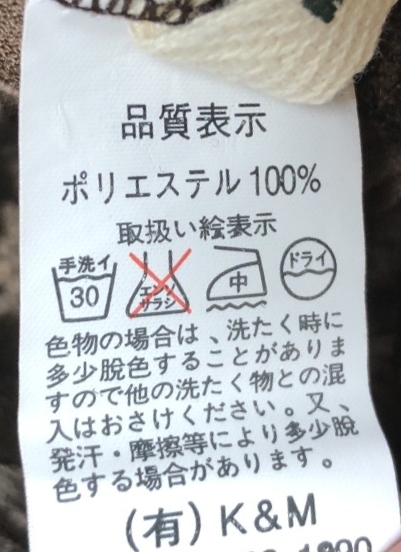 品質表示
ポリエステル100%
取扱い絵表示
手洗イ 30 エンソ サラシ 中 ドライ
色物の場合は、洗たく時に
多少脱色することがありま
すので他の洗たく物との混
入はおさけください。又、
発汗・摩擦等により多少脱
色する場合があります。
(有)K&M